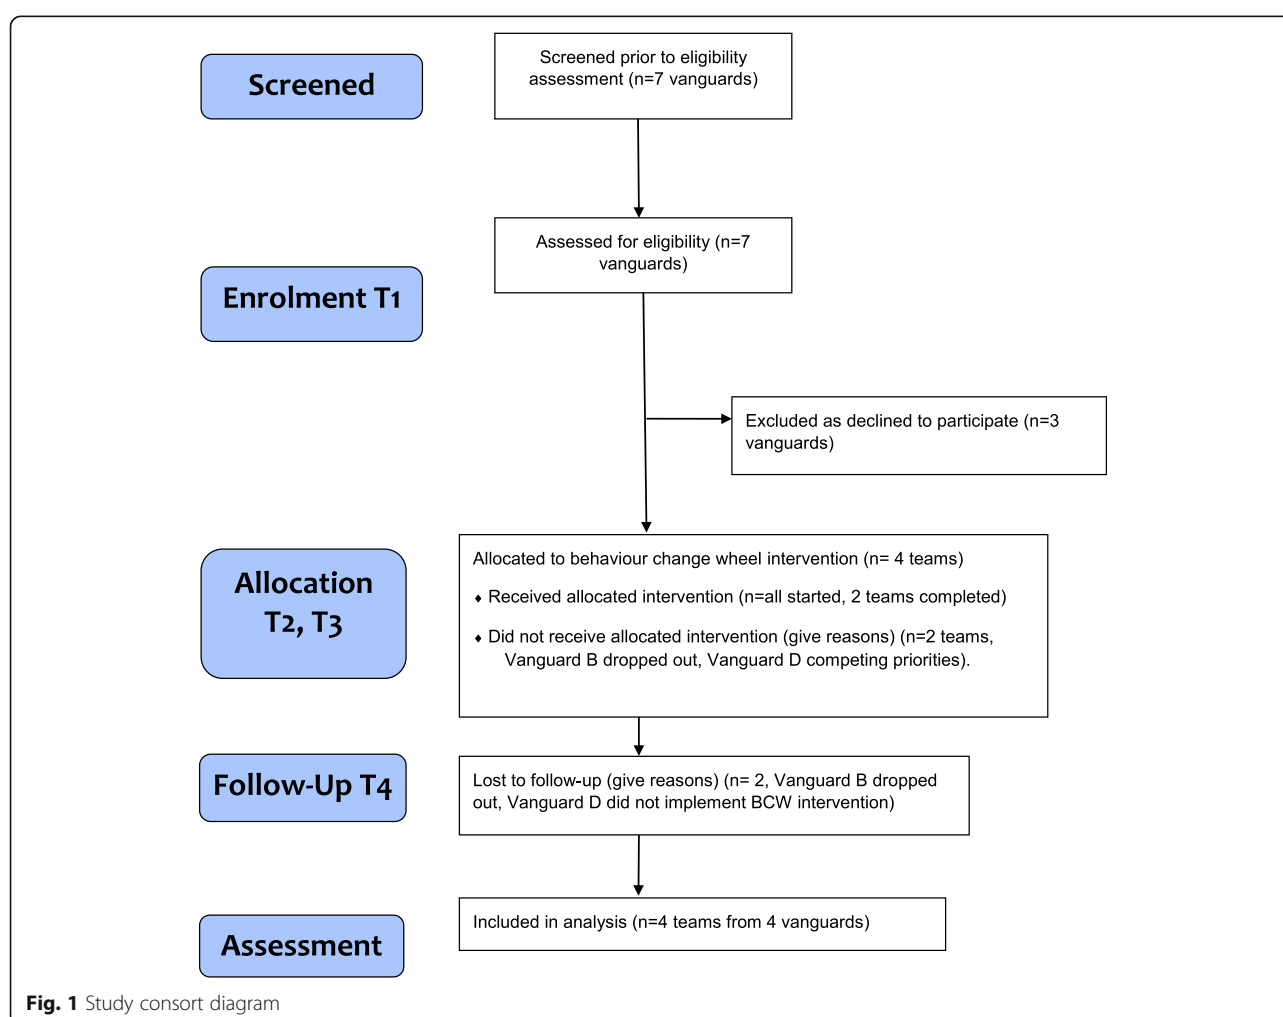 Screened
Screened prior to eligibility
assessment (n=7 vanguards)
Enrolment T1
Assessed for eligibility (n=7
vanguards)
Excluded as declined to participate (n=3
vanguards)
Allocation
T2, T3
Allocated to behaviour change wheel intervention (n= 4 teams)
♦ Received allocated intervention (n=all started, 2 teams completed)
♦ Did not receive allocated intervention (give reasons) (n=2 teams,
Vanguard B dropped out, Vanguard D competing priorities).
Follow-Up T4
Lost to follow-up (give reasons) (n= 2, Vanguard B dropped
out, Vanguard D did not implement BCW intervention)
Assessment
Included in analysis (n=4 teams from 4 vanguards)
Fig. 1 Study consort diagram